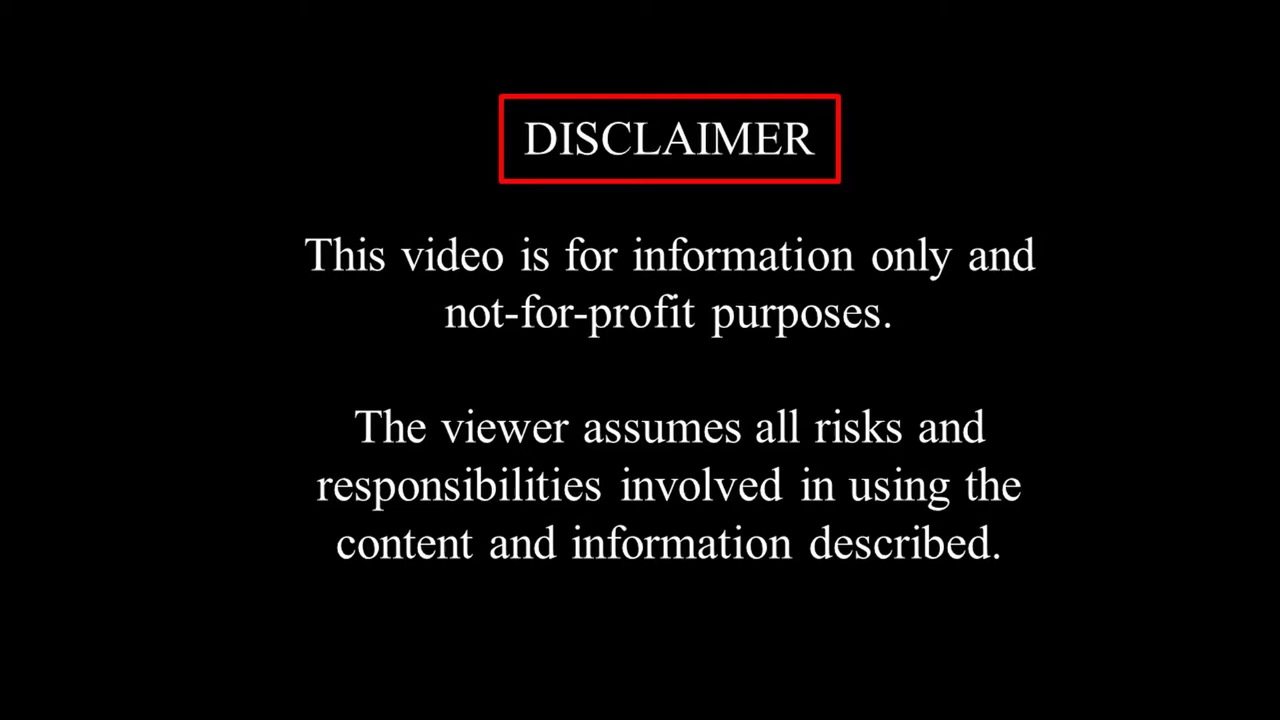 DISCLAIMER
This video is for information only and
not-for-profit purposes.
The viewer assumes all risks and
responsibilities involved in using the
content and information described.